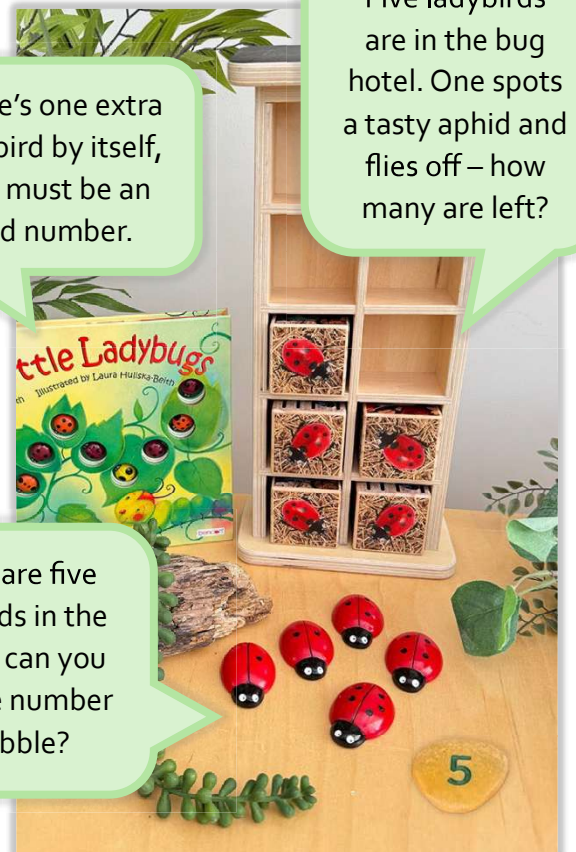 Five ladybirds
are in the bug
hotel. One spots
a tasty aphid and
flies off – how
many are left?
e's one extra
bird by itself,
must be an
d number.
ttle Ladybugs
Illustrated by Laura Huliska-Beith
are five
ds in the
can you
e number
bble?
5